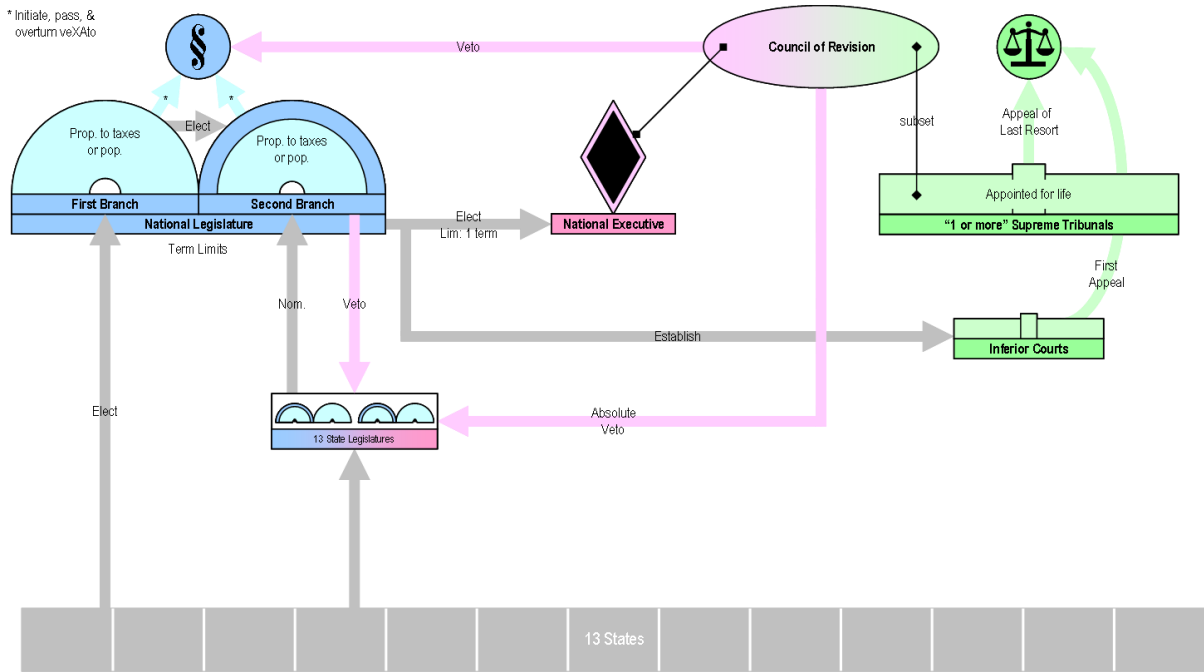 * Initiate, pass, &
overturn veXAto
§
Veto
Council of Revision
* *
Elect
Prop. to taxes
or pop.
Prop. to taxes
or pop.
subset
Appeal of
Last Resort
Appointed for life
First Branch
Second Branch
National Legislature
Term Limits
Elect
Lim: 1 term
National Executive
“1 or more” Supreme Tribunals
First
Appeal
Nom.
Veto
Establish
Inferior Courts
Elect
Absolute
Veto
13 State Legislatures
13 States